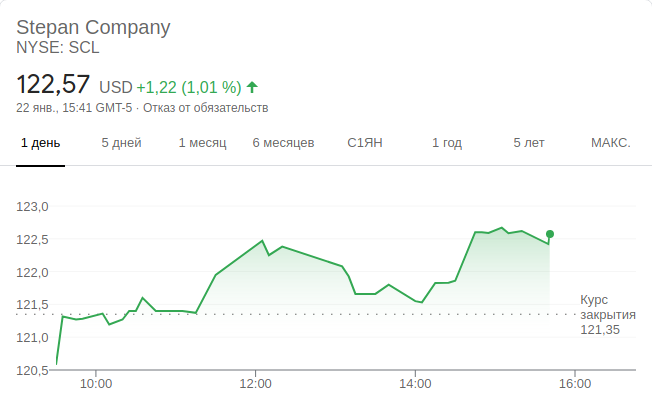 Stepan Company
NYSE: SCL
122,57 USD +1,22 (1,01 %)
22 янв., 15:41 GMT-5 · Отказ от обязательств
1 день 5 дней 1 месяц 6 месяцев С1ЯН 1 год 5 лет МАКС.
123,0
122,5
122,0
121,5
121,0
120,5
Курс
закрытия
121,35
10:00 12:00 14:00 16:00